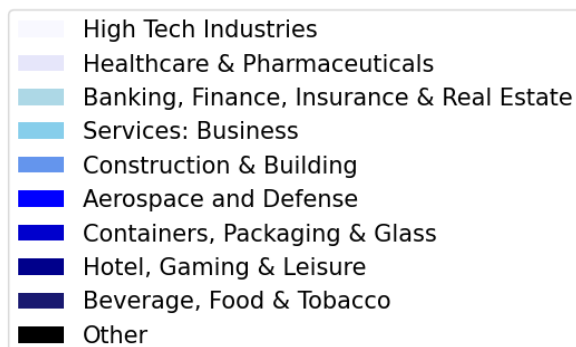 High Tech Industries
Healthcare & Pharmaceuticals
Banking, Finance, Insurance & Real Estate
Services: Business
Construction & Building
Aerospace and Defense
Containers, Packaging & Glass
Hotel, Gaming & Leisure
Beverage, Food & Tobacco
Other